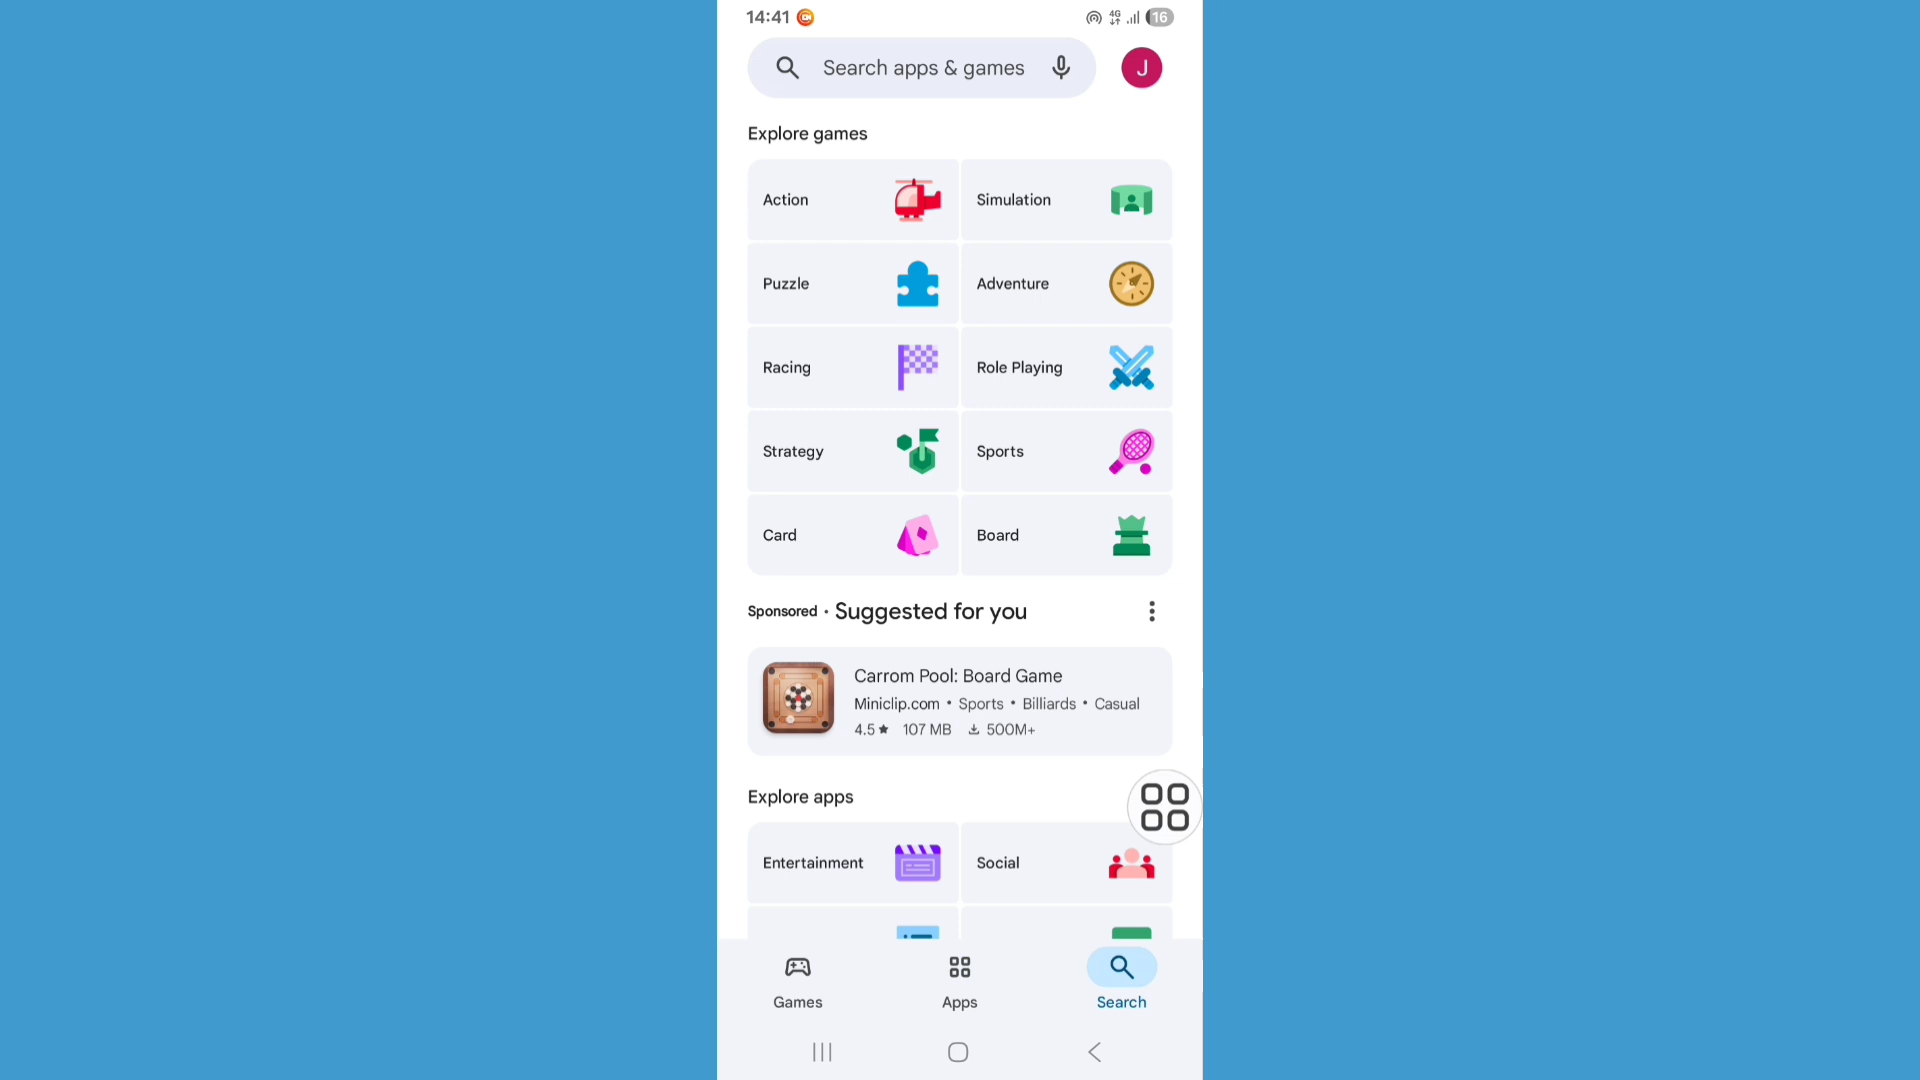 14:41
4G
16
Search apps & games
J
Explore games
Action
Simulation
Puzzle
Adventure
Racing
Role Playing
Strategy
Sports
Card
Board
Sponsored • Suggested for you
Carrom Pool: Board Game
Miniclip.com • Sports • Billiards • Casual
4.5★ 107 MB 500M+
Explore apps
Entertainment
Social
Games
Apps
Search